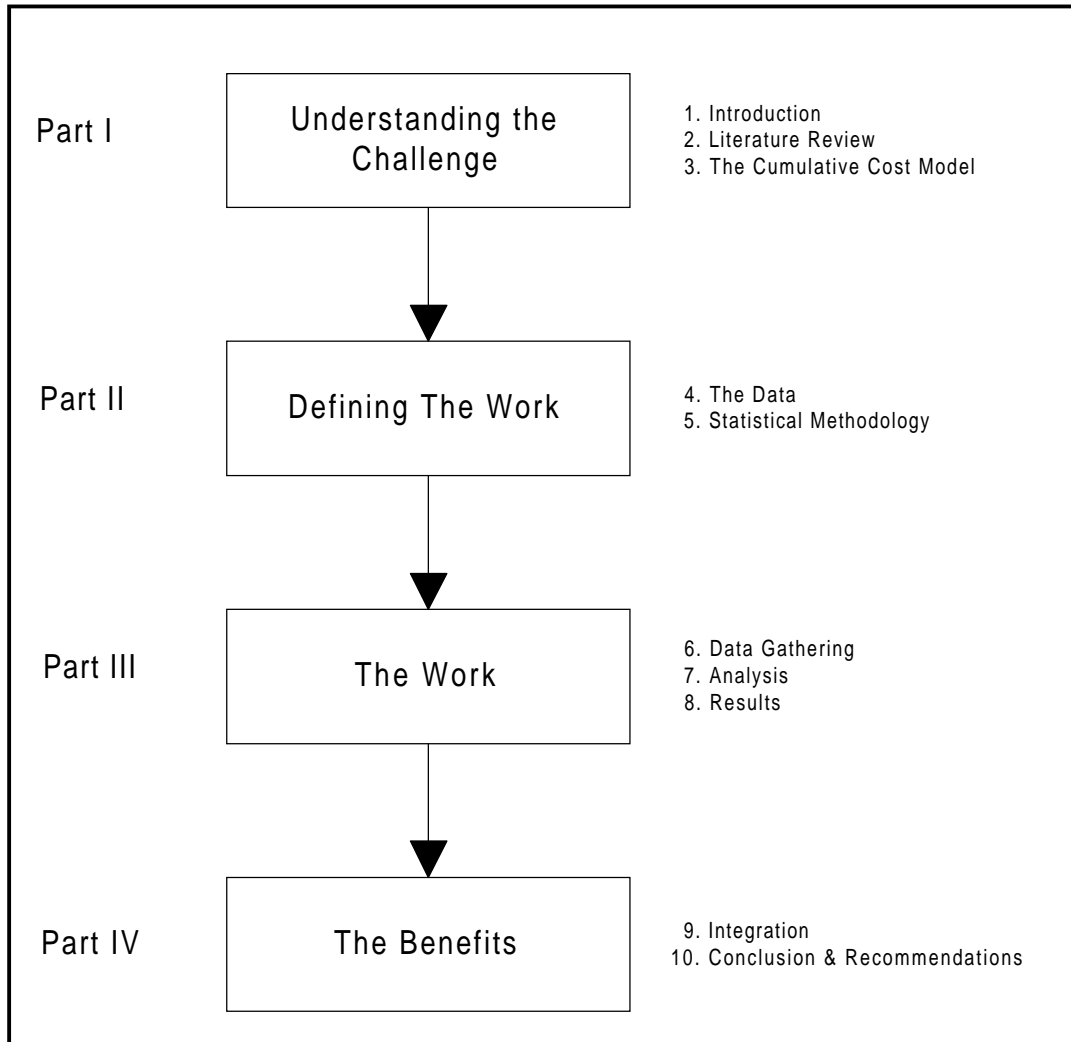 Part I
Understanding the
Challenge
1. Introduction
2. Literature Review
3. The Cumulative Cost Model
Part II
Defining The Work
4. The Data
5. Statistical Methodology
Part III
The Work
6. Data Gathering
7. Analysis
8. Results
Part IV
The Benefits
9. Integration
10. Conclusion & Recommendations